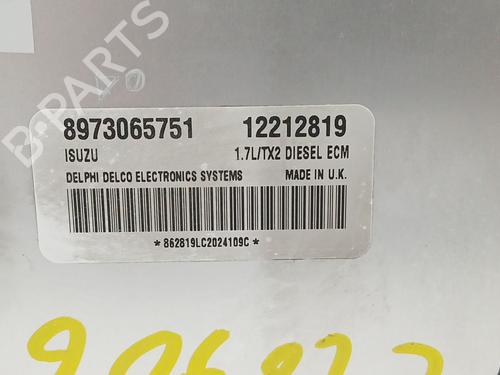 B-PARTS
8973065751 12212819
ISUZU 1.7L/TX2 DIESEL ECM
DELPHI DELCO ELECTRONICS SYSTEMS MADE IN U.K.
*862819LC2024109C*